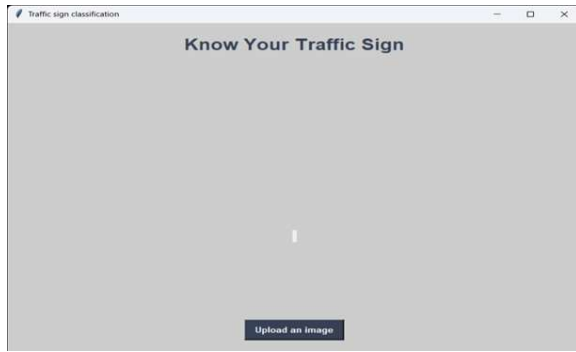 Traffic sign classification
Know Your Traffic Sign
Upload an image